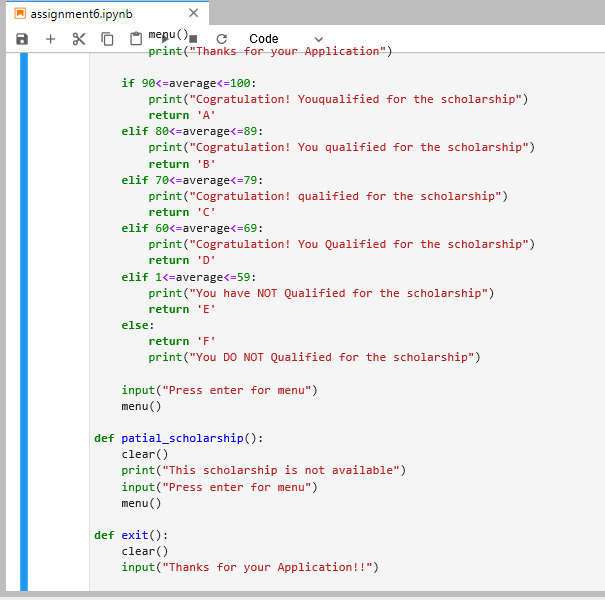 assignment6.ipynb
Code
        menu()
        print("Thanks for your Application")

    if 90<=average<=100:
        print("Cogratulation! Youqualified for the scholarship")
        return 'A'
    elif 80<=average<=89:
        print("Cogratulation! You qualified for the scholarship")
        return 'B'
    elif 70<=average<=79:
        print("Cogratulation! qualified for the scholarship")
        return 'C'
    elif 60<=average<=69:
        print("Cogratulation! You Qualified for the scholarship")
        return 'D'
    elif 1<=average<=59:
        print("You have NOT Qualified for the scholarship")
        return 'E'
    else:
        return 'F'
        print("You DO NOT Qualified for the scholarship")

    input("Press enter for menu")
    menu()

def patial_scholarship():
    clear()
    print("This scholarship is not available")
    input("Press enter for menu")
    menu()

def exit():
    clear()
    input("Thanks for your Application!!")